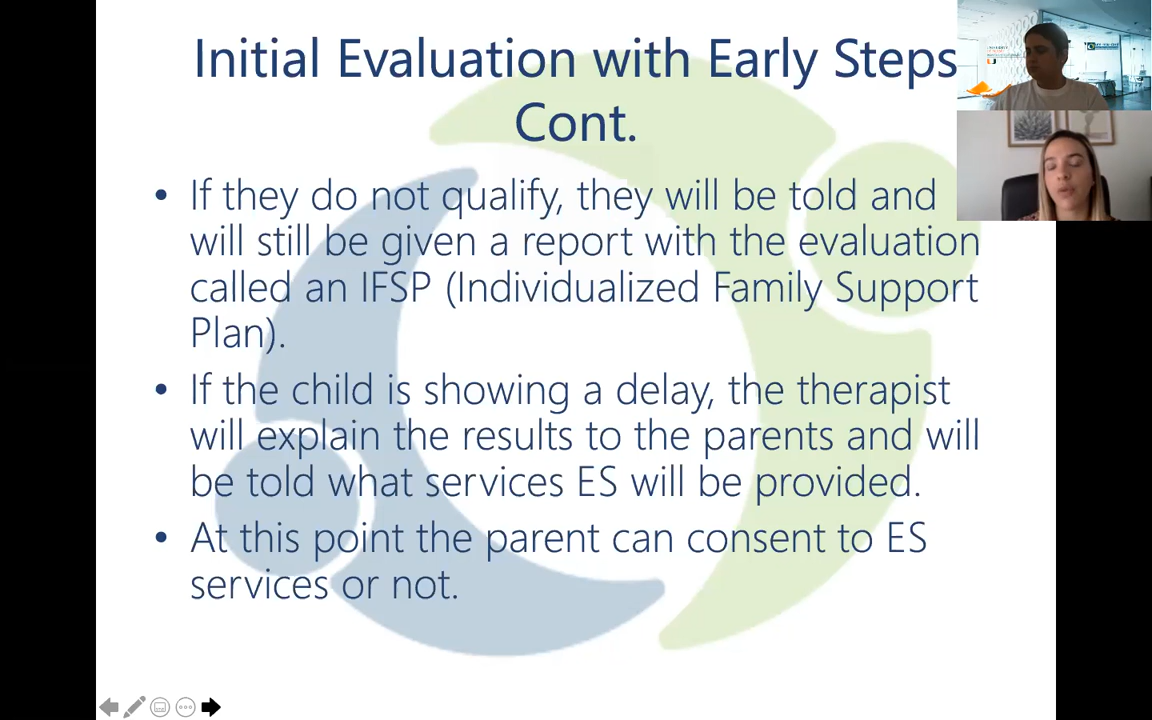 Initial Evaluation with Early Steps
Cont.
• If they do not qualify, they will be told and
will still be given a report with the evaluation
called an IFSP (Individualized Family Support
Plan).
• If the child is showing a delay, the therapist
will explain the results to the parents and will
be told what services ES will be provided.
• At this point the parent can consent to ES
services or not.